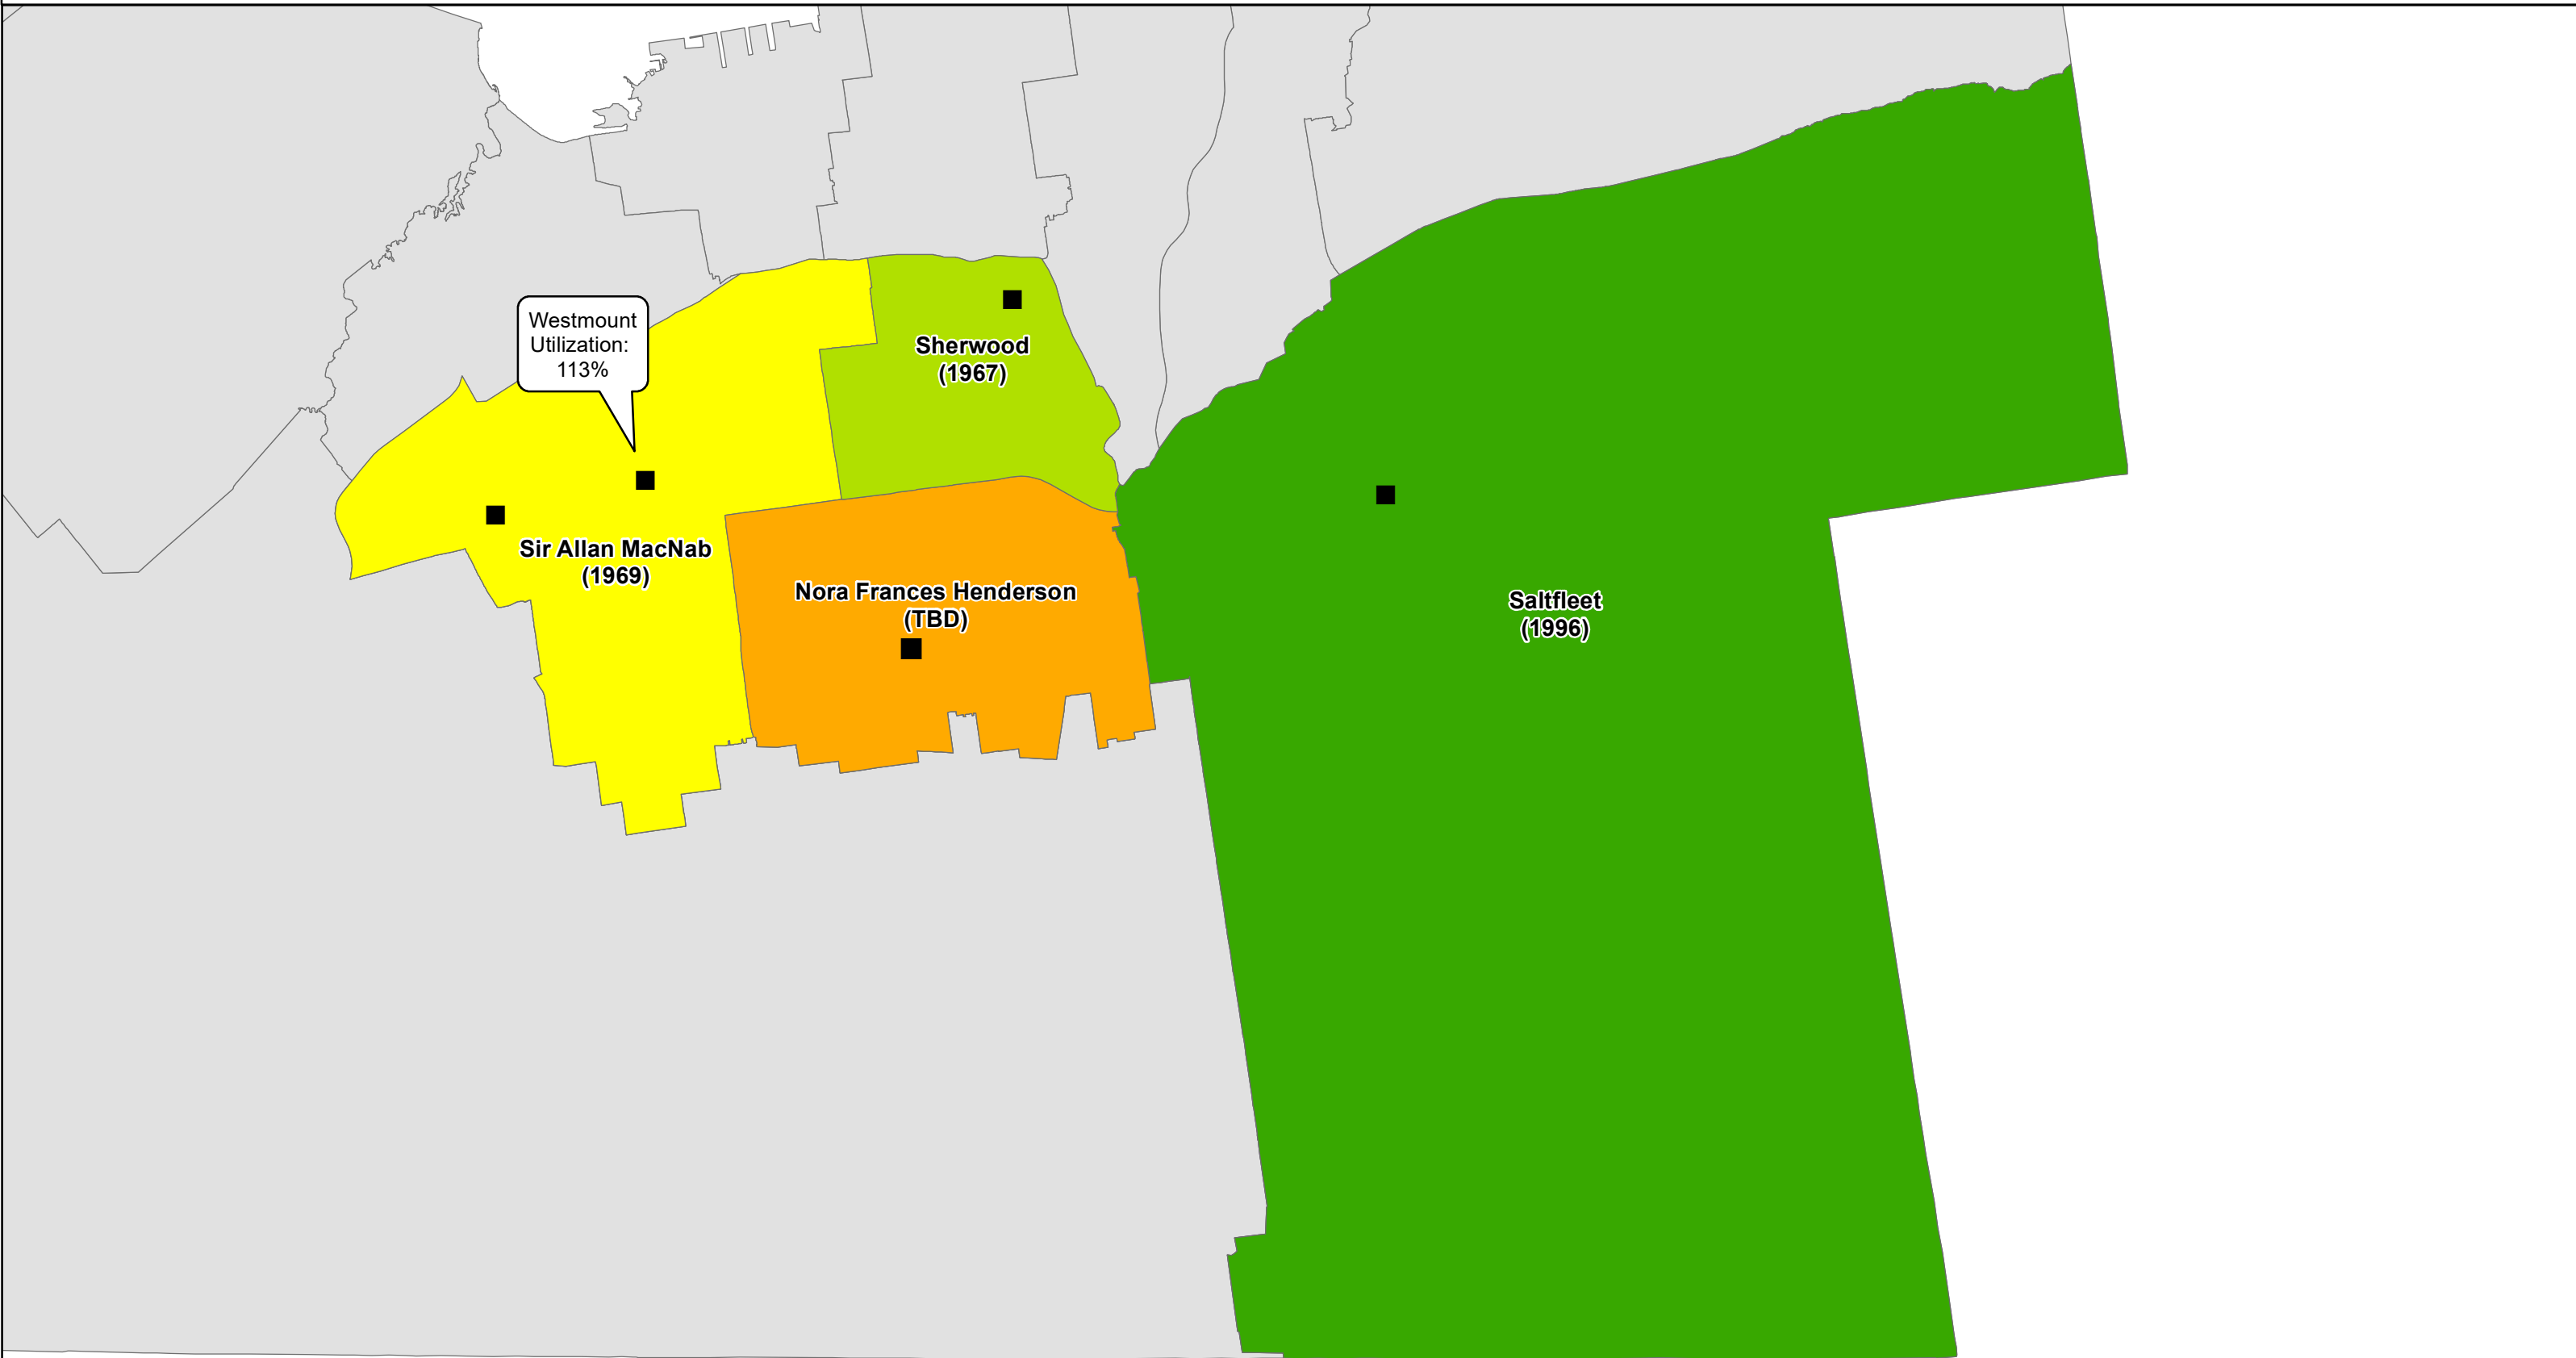 Westmount
Utilization:
113%
Sherwood
(1967)
Sir Allan MacNab
(1969)
Nora Frances Henderson
(TBD)
Saltfleet
(1996)